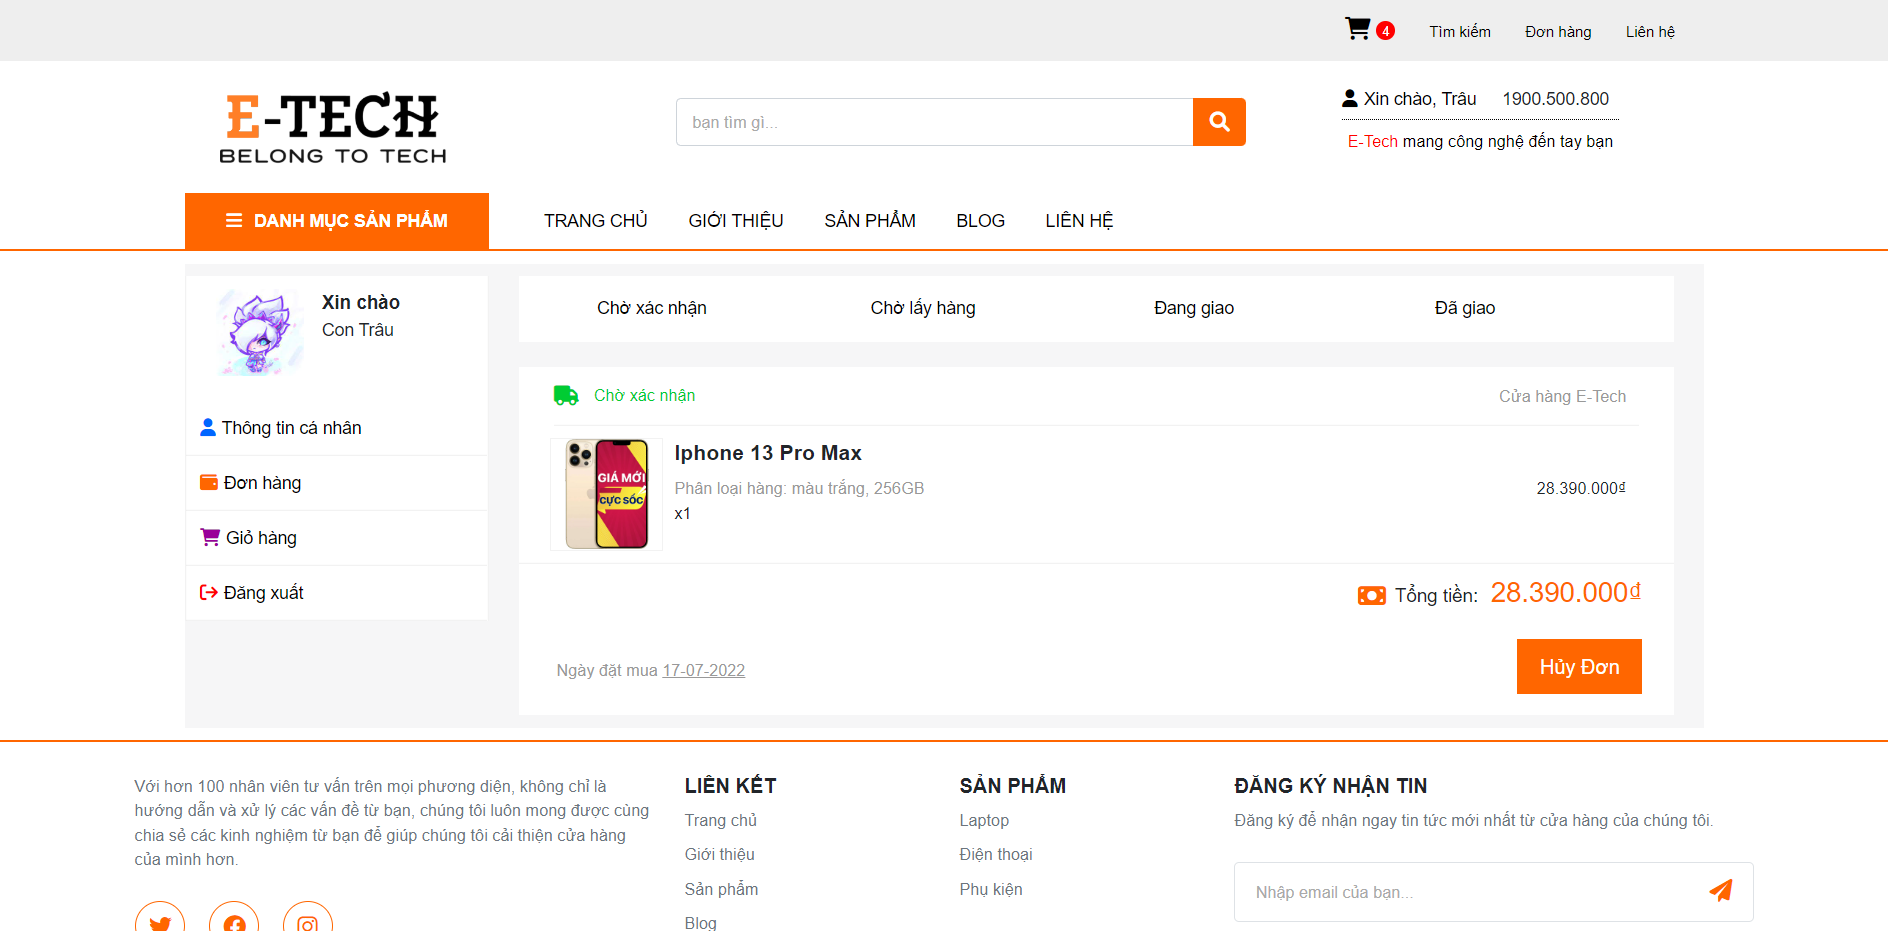 4 Tìm kiếm Đơn hàng Liên hệ
E-TECH
BELONG TO TECH
bạn tìm gì...
Xin chào, Trâu 1900.500.800
E-Tech mang công nghệ đến tay bạn
DANH MỤC SẢN PHẨM TRANG CHỦ GIỚI THIỆU SẢN PHẨM BLOG LIÊN HỆ
Xin chào
Con Trâu
Thông tin cá nhân
Đơn hàng
Giỏ hàng
Đăng xuất
Chờ xác nhận Chờ lấy hàng Đang giao Đã giao
Chờ xác nhận Cửa hàng E-Tech
GIÁ MỚI
CỰC SỐC
Iphone 13 Pro Max
Phân loại hàng: màu trắng, 256GB 28.390.000₫
x1
Tổng tiền: 28.390.000₫
Ngày đặt mua 17-07-2022 Hủy Đơn
Với hơn 100 nhân viên tư vấn trên mọi phương diện, không chỉ là
hướng dẫn và xử lý các vấn đề từ bạn, chúng tôi luôn mong được cùng
chia sẻ các kinh nghiệm từ bạn để giúp chúng tôi cải thiện cửa hàng
của mình hơn.
LIÊN KẾT
Trang chủ
Giới thiệu
Sản phẩm
Blog
SẢN PHẨM
Laptop
Điện thoại
Phụ kiện
ĐĂNG KÝ NHẬN TIN
Đăng ký để nhận ngay tin tức mới nhất từ cửa hàng của chúng tôi.
Nhập email của bạn...